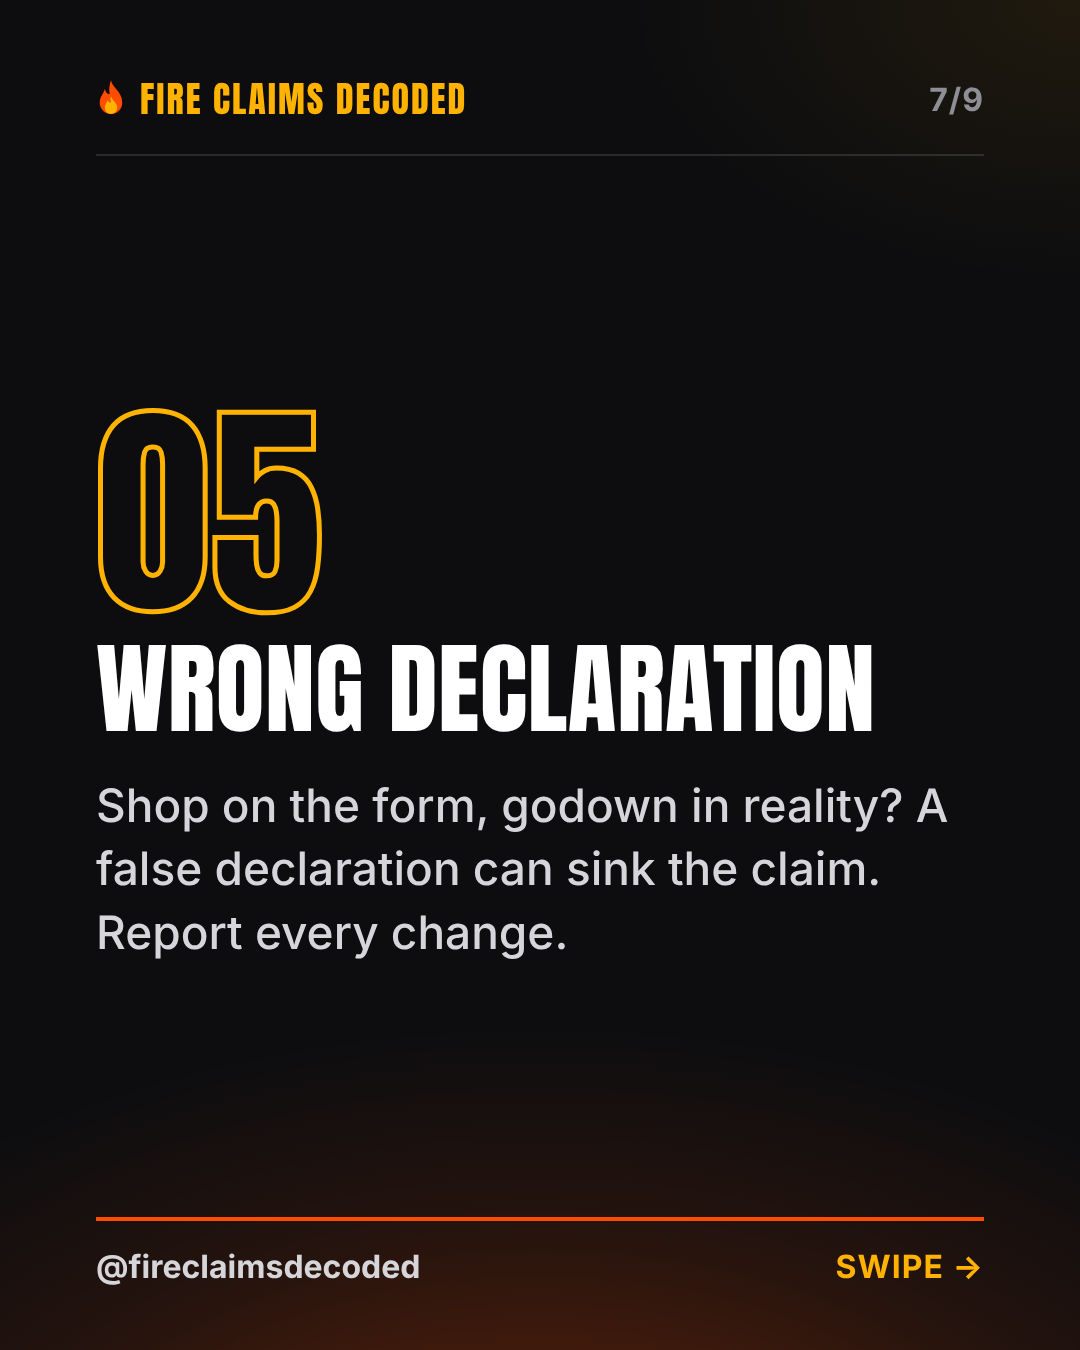 🔥 FIRE CLAIMS DECODED
7/9
05
WRONG DECLARATION
Shop on the form, godown in reality? A
false declaration can sink the claim.
Report every change.
@fireclaimsdecoded
SWIPE →